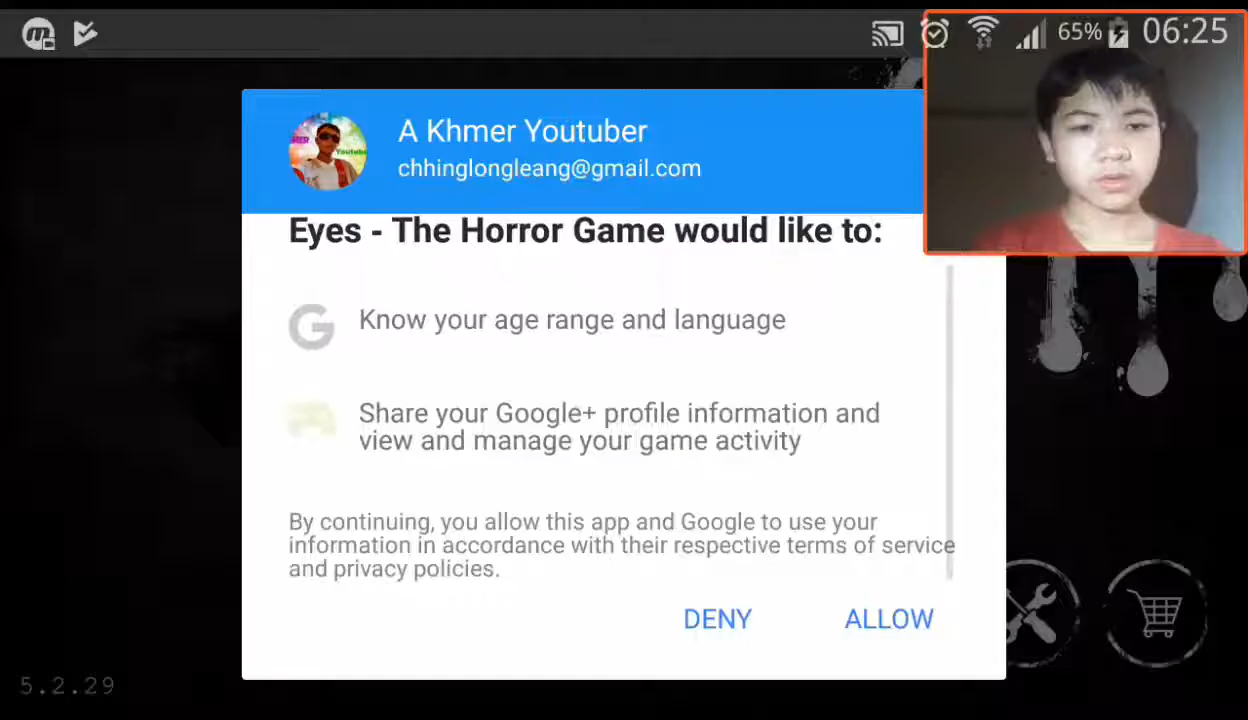 65% 06:25
A Khmer Youtuber
chhinglongleang@gmail.com
Eyes - The Horror Game would like to:
Know your age range and language
Share your Google+ profile information and
view and manage your game activity
By continuing, you allow this app and Google to use your
information in accordance with their respective terms of service
and privacy policies.
DENY ALLOW
5.2.29